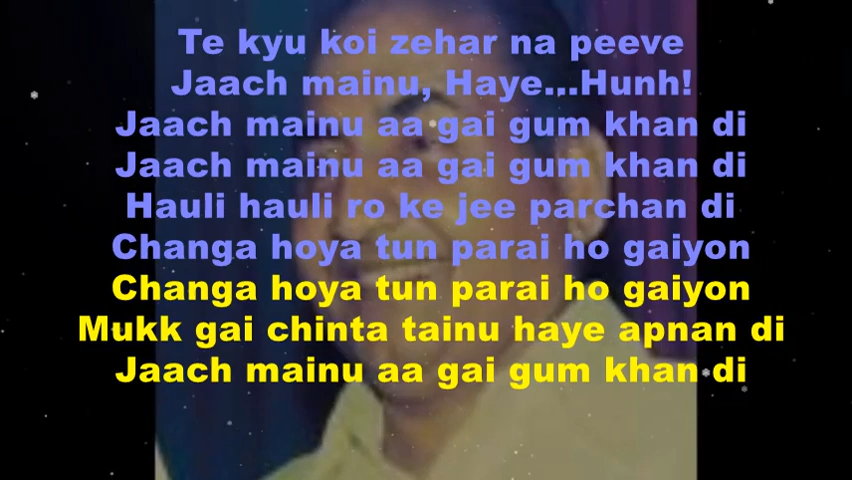 Te kyu koi zehar na peeve
Jaach mainu, Haye...Hunh!
Jaach mainu aa gai gum khan di
Jaach mainu aa gai gum khan di
Hauli hauli ro ke jee parchan di
Changa hoya tun parai ho gaiyon
Changa hoya tun parai ho gaiyon
Mukk gai chinta tainu haye apnan di
Jaach mainu aa gai gum khan di